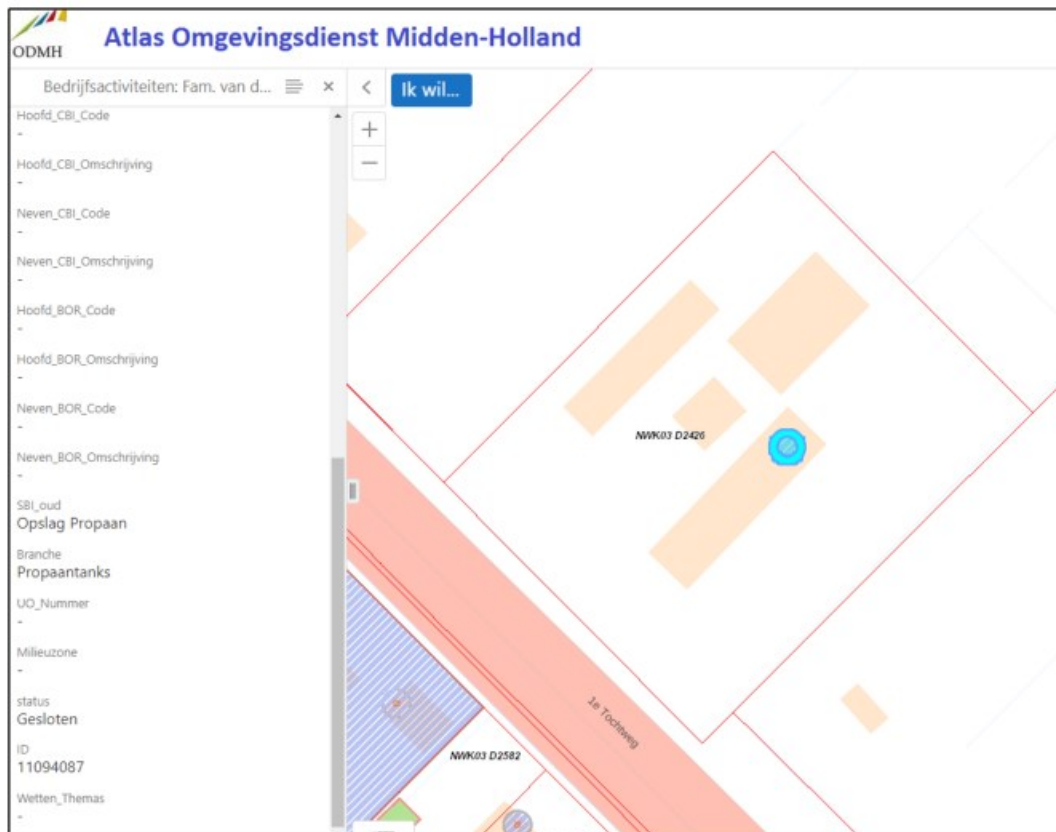 ODMH
Atlas Omgevingsdienst Midden-Holland
Bedrijfsactiviteiten: Fam. van d...
Ik wil...
Hoofd_CBI_Code
-
Hoofd_CBI_Omschrijving
-
Neven_CBI_Code
-
Neven_CBI_Omschrijving
-
Hoofd_BOR_Code
-
Hoofd_BOR_Omschrijving
-
Neven_BOR_Code
-
Neven_BOR_Omschrijving
-
SBI_oud
Opslag Propaan
Branche
Propaantanks
UO_Nummer
-
Milieuzone
-
status
Gesloten
ID
11094087
Wetten_Themas
-
NWK03 D2426
1e Tochtweg
NWK03 D2582